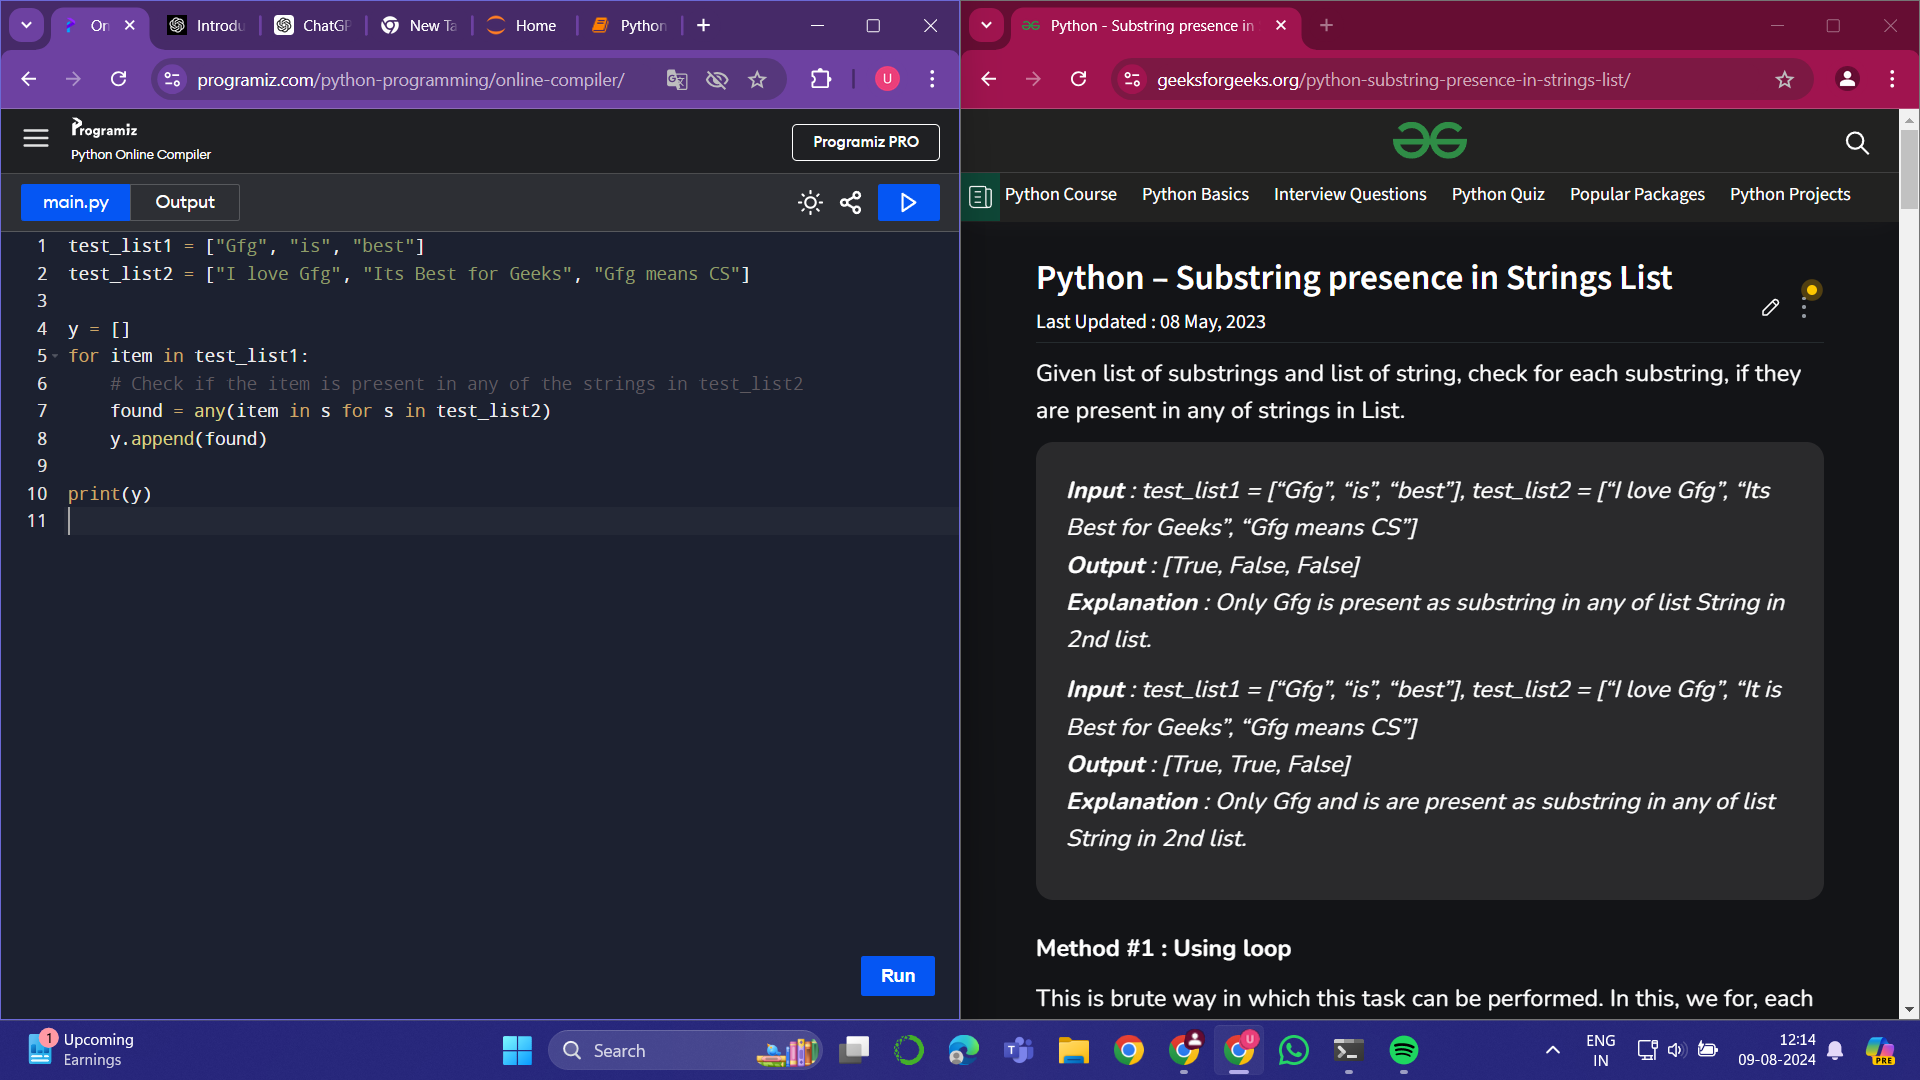 On
Introdu
ChatGP
New Ta
Home
Python
programiz.com/python-programming/online-compiler/
U
Programiz
Python Online Compiler
Programiz PRO
main.py
Output
1 test_list1 = ["Gfg", "is", "best"]
2 test_list2 = ["I love Gfg", "Its Best for Geeks", "Gfg means CS"]
3
4 y = []
5 for item in test_list1:
6 # Check if the item is present in any of the strings in test_list2
7 found = any(item in s for s in test_list2)
8 y.append(found)
9
10 print(y)
11
Run
Python - Substring presence in
geeksforgeeks.org/python-substring-presence-in-strings-list/
Python Course
Python Basics
Interview Questions
Python Quiz
Popular Packages
Python Projects
Python – Substring presence in Strings List
Last Updated : 08 May, 2023
Given list of substrings and list of string, check for each substring, if they
are present in any of strings in List.
Input : test_list1 = [“Gfg”, “is”, “best”], test_list2 = [“I love Gfg”, “Its
Best for Geeks”, “Gfg means CS”]
Output : [True, False, False]
Explanation : Only Gfg is present as substring in any of list String in
2nd list.
Input : test_list1 = [“Gfg”, “is”, “best”], test_list2 = [“I love Gfg”, “It is
Best for Geeks”, “Gfg means CS”]
Output : [True, True, False]
Explanation : Only Gfg and is are present as substring in any of list
String in 2nd list.
Method #1 : Using loop
This is brute way in which this task can be performed. In this, we for, each
1
Upcoming
Earnings
Search
U
ENG
IN
12:14
09-08-2024
PRE